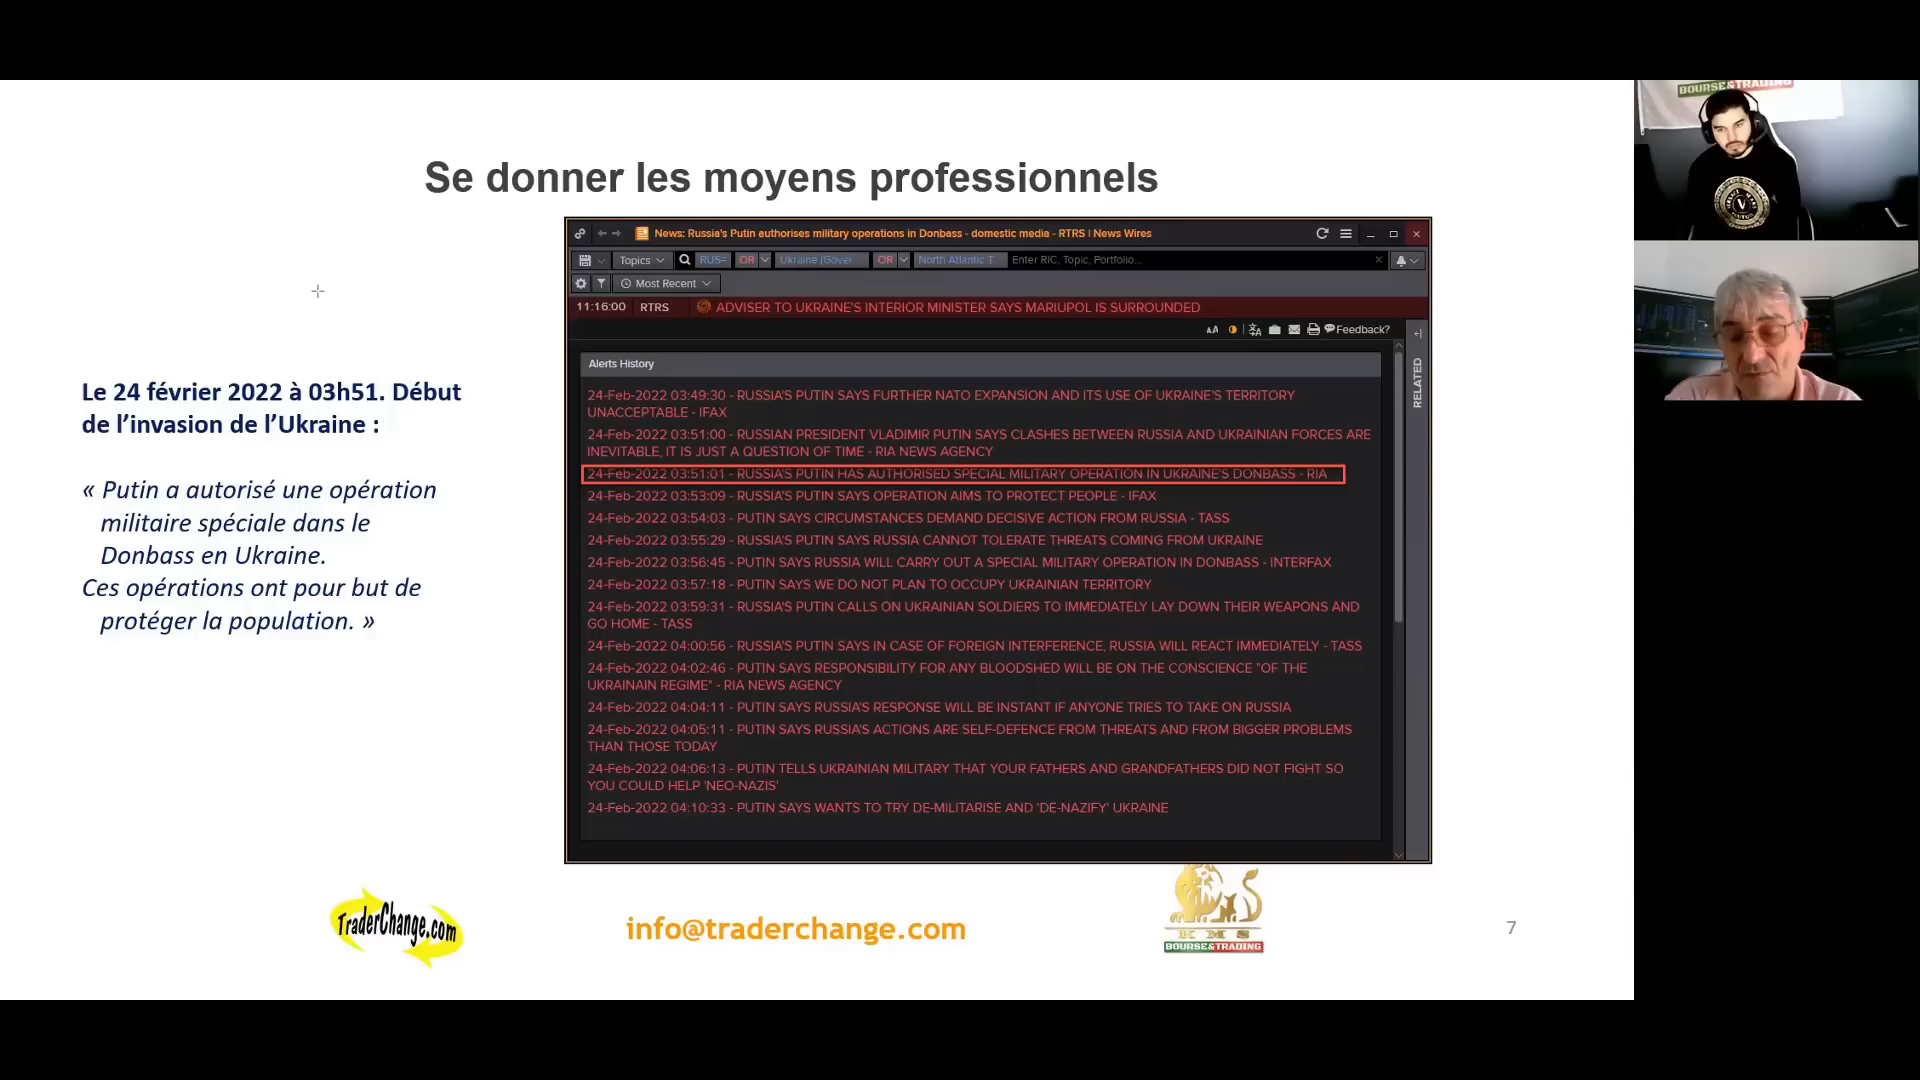 Se donner les moyens professionnels
Le 24 février 2022 à 03h51. Début
de l’invasion de l’Ukraine :
« Putin a autorisé une opération
militaire spéciale dans le
Donbass en Ukraine.
Ces opérations ont pour but de
protéger la population. »
News: Russia's Putin authorises military operations in Donbass - domestic media - RTRS | News Wires
Topics RUS= OR Ukraine (Gover OR North Atlantic T Enter RIC, Topic, Portfolio...
Most Recent
11:16:00 RTRS ADVISER TO UKRAINE'S INTERIOR MINISTER SAYS MARIUPOL IS SURROUNDED
AA Feedback?
RELATED
Alerts History
24-Feb-2022 03:49:30 - RUSSIA'S PUTIN SAYS FURTHER NATO EXPANSION AND ITS USE OF UKRAINE'S TERRITORY
UNACCEPTABLE - IFAX
24-Feb-2022 03:51:00 - RUSSIAN PRESIDENT VLADIMIR PUTIN SAYS CLASHES BETWEEN RUSSIA AND UKRAINIAN FORCES ARE
INEVITABLE, IT IS JUST A QUESTION OF TIME - RIA NEWS AGENCY
24-Feb-2022 03:51:01 - RUSSIA'S PUTIN HAS AUTHORISED SPECIAL MILITARY OPERATION IN UKRAINE'S DONBASS - RIA
24-Feb-2022 03:53:09 - RUSSIA'S PUTIN SAYS OPERATION AIMS TO PROTECT PEOPLE - IFAX
24-Feb-2022 03:54:03 - PUTIN SAYS CIRCUMSTANCES DEMAND DECISIVE ACTION FROM RUSSIA - TASS
24-Feb-2022 03:55:29 - RUSSIA'S PUTIN SAYS RUSSIA CANNOT TOLERATE THREATS COMING FROM UKRAINE
24-Feb-2022 03:56:45 - PUTIN SAYS RUSSIA WILL CARRY OUT A SPECIAL MILITARY OPERATION IN DONBASS - INTERFAX
24-Feb-2022 03:57:18 - PUTIN SAYS WE DO NOT PLAN TO OCCUPY UKRAINIAN TERRITORY
24-Feb-2022 03:59:31 - RUSSIA'S PUTIN CALLS ON UKRAINIAN SOLDIERS TO IMMEDIATELY LAY DOWN THEIR WEAPONS AND
GO HOME - TASS
24-Feb-2022 04:00:56 - RUSSIA'S PUTIN SAYS IN CASE OF FOREIGN INTERFERENCE, RUSSIA WILL REACT IMMEDIATELY - TASS
24-Feb-2022 04:02:46 - PUTIN SAYS RESPONSIBILITY FOR ANY BLOODSHED WILL BE ON THE CONSCIENCE "OF THE
UKRAINAIN REGIME" - RIA NEWS AGENCY
24-Feb-2022 04:04:11 - PUTIN SAYS RUSSIA'S RESPONSE WILL BE INSTANT IF ANYONE TRIES TO TAKE ON RUSSIA
24-Feb-2022 04:05:11 - PUTIN SAYS RUSSIA'S ACTIONS ARE SELF-DEFENCE FROM THREATS AND FROM BIGGER PROBLEMS
THAN THOSE TODAY
24-Feb-2022 04:06:13 - PUTIN TELLS UKRAINIAN MILITARY THAT YOUR FATHERS AND GRANDFATHERS DID NOT FIGHT SO
YOU COULD HELP 'NEO-NAZIS'
24-Feb-2022 04:10:33 - PUTIN SAYS WANTS TO TRY DE-MILITARISE AND 'DE-NAZIFY' UKRAINE
TraderChange.com
info@traderchange.com
KMS
BOURSE&TRADING
7
BOURSE&TRADING